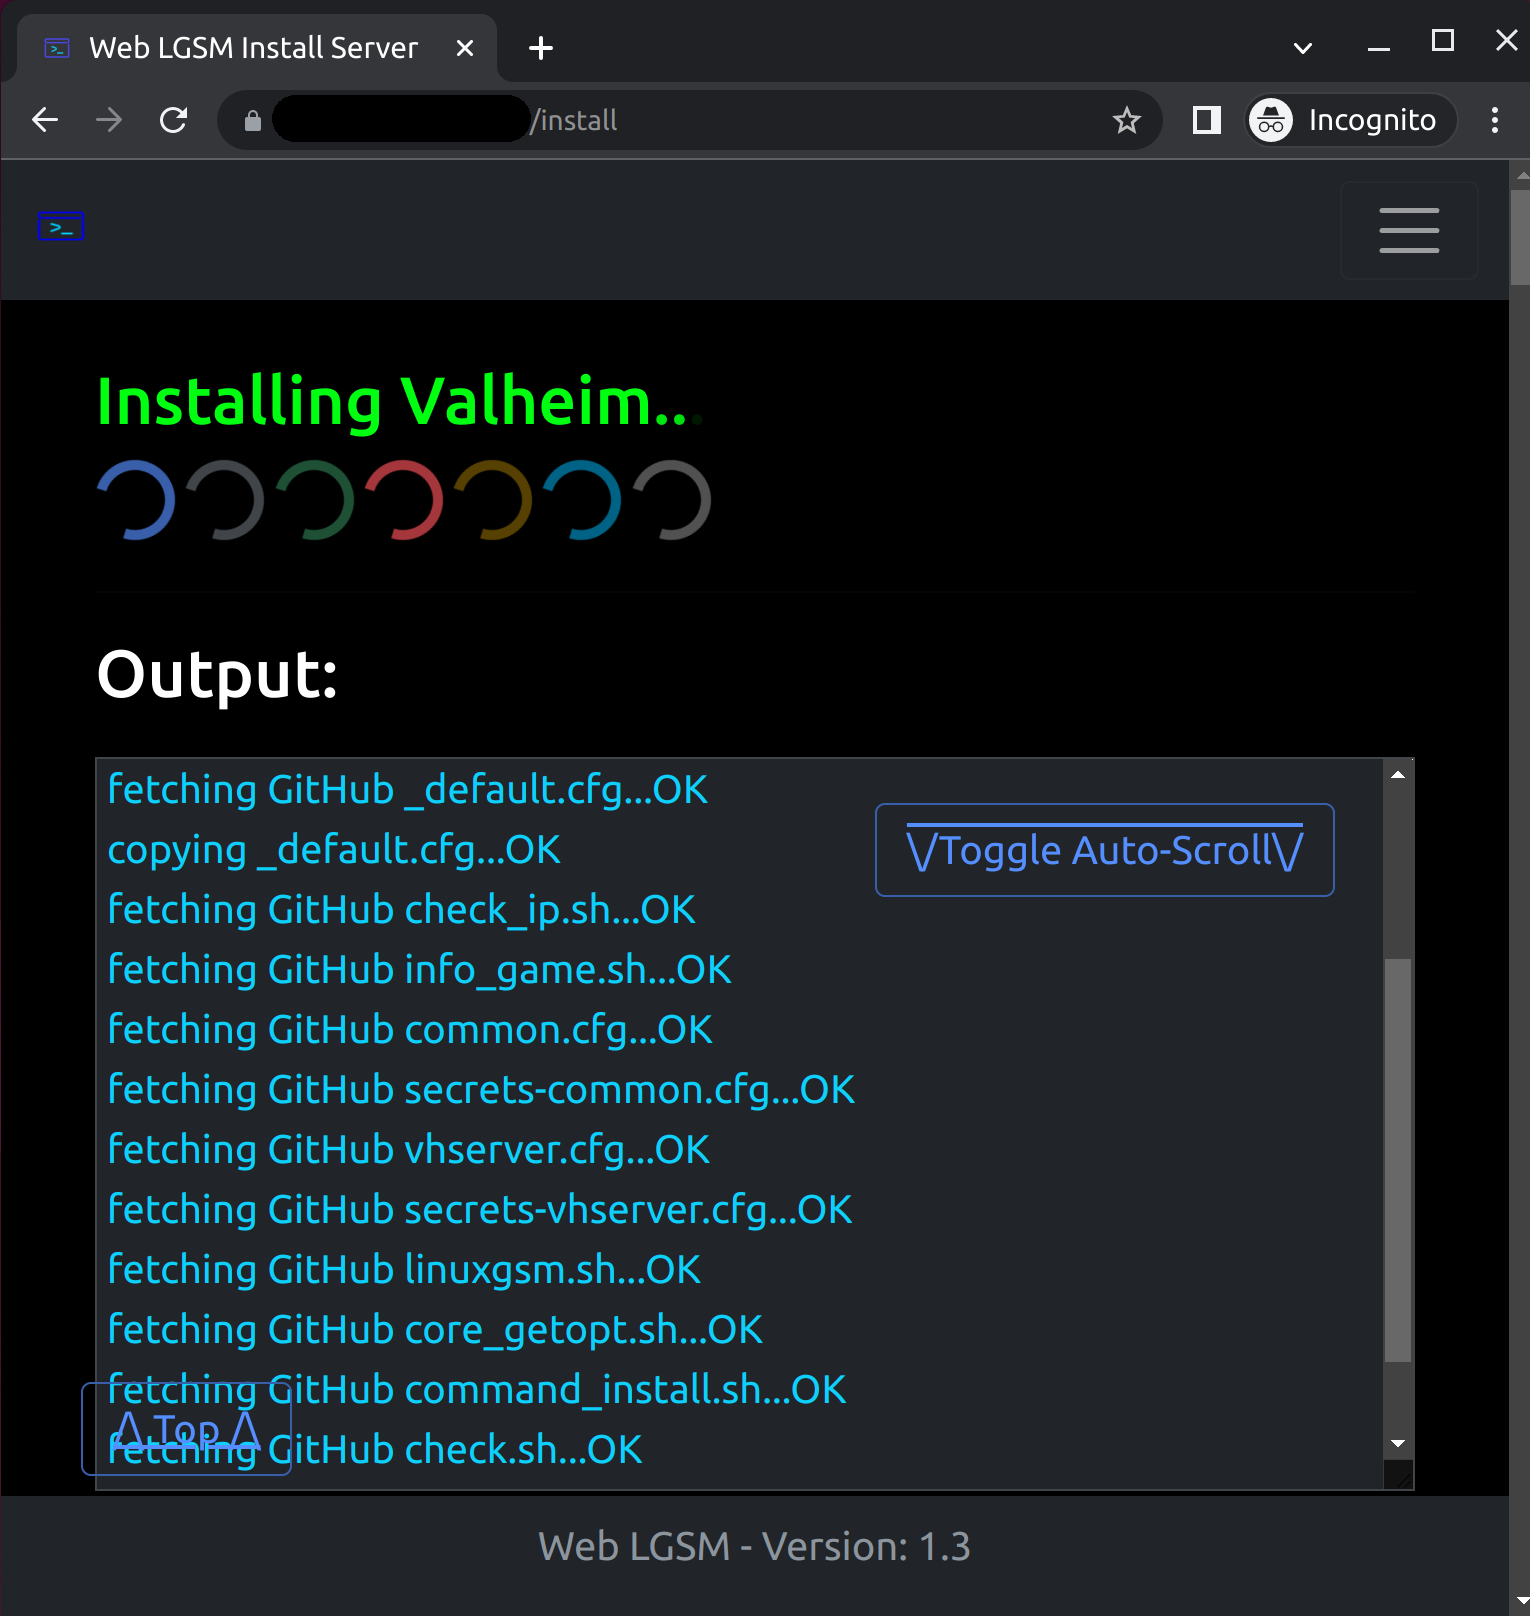 Web LGSM Install Server
/install
Incognito
>_
Installing Valheim...
Output:
fetching GitHub _default.cfg...OK
copying _default.cfg...OK
\/Toggle Auto-Scroll\/
fetching GitHub check_ip.sh...OK
fetching GitHub info_game.sh...OK
fetching GitHub common.cfg...OK
fetching GitHub secrets-common.cfg...OK
fetching GitHub vhserver.cfg...OK
fetching GitHub secrets-vhserver.cfg...OK
fetching GitHub linuxgsm.sh...OK
fetching GitHub core_getopt.sh...OK
fetching GitHub command_install.sh...OK
/\ Top /\
fetching GitHub check.sh...OK
Web LGSM - Version: 1.3